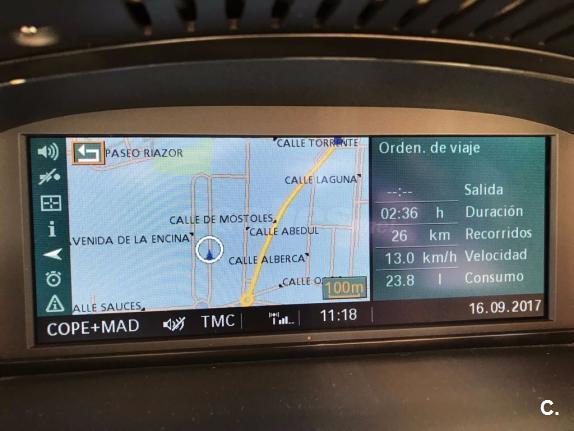 PASEO RIAZOR
CALLE TORRENTE
CALLE LAGUNA
CALLE DE MOSTOLES
CALLE ABEDUL
VENIDA DE LA ENCINA
CALLE ALBERCA
CALLE O
100m
ALLE SAUCES
Orden. de viaje
--:-- Salida
02:36 h Duración
26 km Recorridos
13.0 km/h Velocidad
23.8 l Consumo
COPE+MAD TMC 11:18 16.09.2017
C.